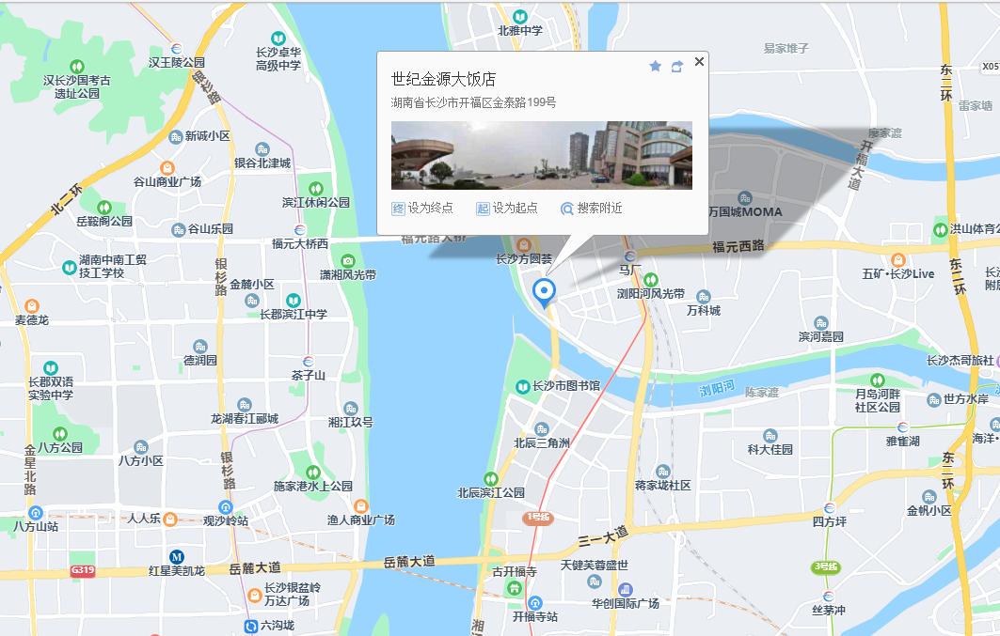 北雅中学
易家堆子
汉王陵公园
长沙卓华
高级中学
汉长沙国考古
遗址公园
银杉路
东二环
X05
雷家塘
世纪金源大饭店
湖南省长沙市开福区金泰路199号
终 设为终点
起 设为起点
搜索附近
新诚小区
银谷北津城
谷山商业广场
廖家渡
开福大道
北二环
岳鞍阁公园
滨江休闲公园
万国城MOMA
谷山乐园
福元大桥西
福元大桥
洪山体育公
湖南中南工贸
技工学校
银杉路
潇湘风光带
长沙方圆荟
马厂
福元西路
五矿·长沙Live
东二环
金麓小区
浏阳河风光带
万科城
长郡滨江中学
麦德龙
滨河嘉园
德润园
茶子山
长沙杰哥旅社
长郡双语
实验中学
长沙市图书馆
浏阳河
陈家渡
月岛河畔
社区公园
世方水岸
龙湖春江郦城
湘江玖号
八方公园
八方小区
北辰三角洲
科大佳园
雅雀湖
海洋·
金星北路
银杉路
施家港水上公园
北辰滨江公园
蒋家垅社区
东二环
金帆小区
八方山站
人人乐
观沙岭站
渔人商业广场
1号线
四方坪
三一大道
G319
红星美凯龙
岳麓大道
岳麓大道
古开福寺
天健芙蓉盛世
3号线
长沙银盆岭
万达广场
华创国际广场
开福寺站
丝茅冲
六沟垅
湘